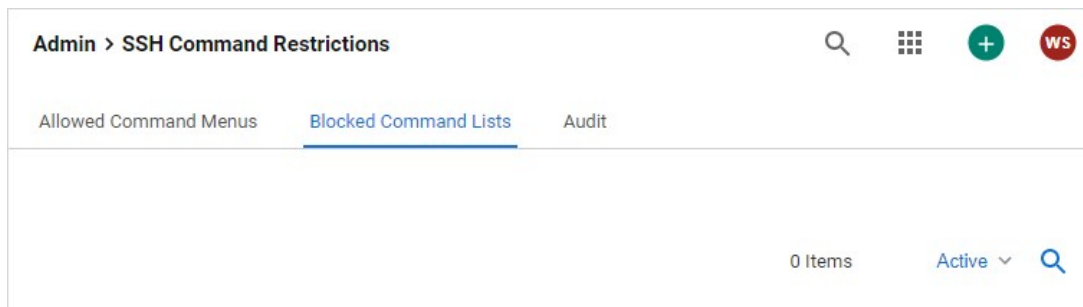 Admin > SSH Command Restrictions
WS
Allowed Command Menus Blocked Command Lists Audit
0 Items Active